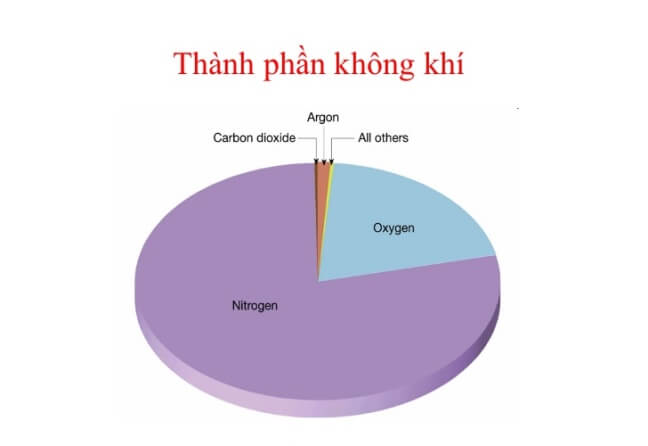 Thành phần không khí
Argon
Carbon dioxide
All others
Oxygen
Nitrogen